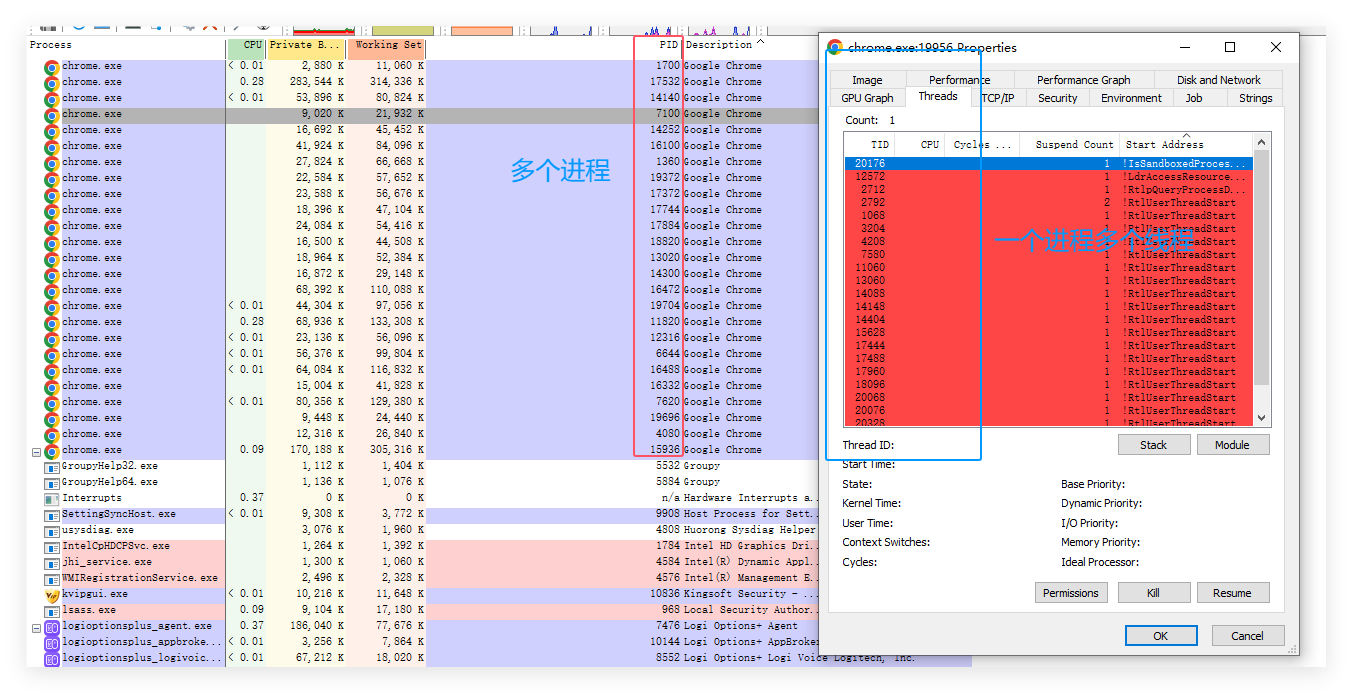 Process CPU Private B... Working Set PID Description
chrome.exe < 0.01 2,880 K 11,060 K 1700 Google Chrome
chrome.exe 0.28 283,544 K 314,336 K 17532 Google Chrome
chrome.exe < 0.01 53,896 K 80,824 K 14140 Google Chrome
chrome.exe 9,020 K 21,932 K 7100 Google Chrome
chrome.exe 16,692 K 45,452 K 14252 Google Chrome
chrome.exe 41,924 K 84,096 K 16100 Google Chrome
chrome.exe 27,824 K 66,668 K 1360 Google Chrome
chrome.exe 22,584 K 57,652 K 19372 Google Chrome
chrome.exe 23,588 K 56,676 K 17372 Google Chrome
chrome.exe 18,396 K 47,104 K 17744 Google Chrome
chrome.exe 24,084 K 54,416 K 17884 Google Chrome
chrome.exe 16,500 K 44,508 K 18820 Google Chrome
chrome.exe 18,964 K 52,384 K 13020 Google Chrome
chrome.exe 16,872 K 29,148 K 14300 Google Chrome
chrome.exe 68,392 K 110,088 K 16472 Google Chrome
chrome.exe < 0.01 44,304 K 97,056 K 19704 Google Chrome
chrome.exe 0.28 68,936 K 133,308 K 11820 Google Chrome
chrome.exe < 0.01 23,136 K 56,096 K 12316 Google Chrome
chrome.exe < 0.01 56,376 K 99,804 K 6644 Google Chrome
chrome.exe < 0.01 64,084 K 116,832 K 16488 Google Chrome
chrome.exe 15,004 K 41,828 K 16332 Google Chrome
chrome.exe < 0.01 80,356 K 129,380 K 7620 Google Chrome
chrome.exe 9,448 K 24,440 K 19696 Google Chrome
chrome.exe 12,316 K 26,840 K 4080 Google Chrome
chrome.exe 0.09 170,188 K 305,316 K 15936 Google Chrome
GroupyHelp32.exe 1,112 K 1,404 K 5532 Groupy
GroupyHelp64.exe 1,136 K 1,076 K 5884 Groupy
Interrupts 0.37 0 K 0 K n/a Hardware Interrupts a...
SettingSyncHost.exe < 0.01 9,308 K 3,772 K 9908 Host Process for Sett...
usysdiag.exe 3,076 K 1,960 K 4808 Huorong Sysdiag Helper
IntelCpHDCPSvc.exe 1,264 K 1,392 K 1784 Intel HD Graphics Dri...
jhi_service.exe 1,300 K 1,060 K 4584 Intel(R) Dynamic Appl...
WMIRegistrationService.exe 2,496 K 2,328 K 4576 Intel(R) Management E...
kvipgui.exe < 0.01 10,216 K 11,648 K 10836 Kingsoft Security - ...
lsass.exe 0.09 9,104 K 17,180 K 968 Local Security Author...
logioptionsplus_agent.exe 0.37 186,040 K 77,676 K 7476 Logi Options+ Agent
logioptionsplus_appbroke... < 0.01 3,256 K 7,864 K 10144 Logi Options+ AppBroker
logioptionsplus_logivoic... < 0.01 67,212 K 18,020 K 8552 Logi Options+ Logi Voice Logitech, Inc.
多个进程
chrome.exe:19956 Properties
Image Performance Performance Graph Disk and Network
GPU Graph Threads TCP/IP Security Environment Job Strings
Count: 1
TID CPU Cycles ... Suspend Count Start Address
20176 1 !IsSandboxedProces...
12572 1 !LdrAccessResource...
2712 1 !RtlpQueryProcessD...
2792 2 !RtlUserThreadStart
1068 1 !RtlUserThreadStart
3204 1 !RtlUserThreadStart
4208 1 !RtlUserThreadStart
一个进程多个线程
7580 1 !RtlUserThreadStart
11060 1 !RtlUserThreadStart
13060 1 !RtlUserThreadStart
14088 1 !RtlUserThreadStart
14148 1 !RtlUserThreadStart
14404 1 !RtlUserThreadStart
15628 1 !RtlUserThreadStart
17444 1 !RtlUserThreadStart
17488 1 !RtlUserThreadStart
17960 1 !RtlUserThreadStart
18096 1 !RtlUserThreadStart
20068 1 !RtlUserThreadStart
20076 1 !RtlUserThreadStart
20328 1 !RtlUserThreadStart
Thread ID: Stack Module
Start Time:
State: Base Priority:
Kernel Time: Dynamic Priority:
User Time: I/O Priority:
Context Switches: Memory Priority:
Cycles: Ideal Processor:
Permissions Kill Resume
OK Cancel